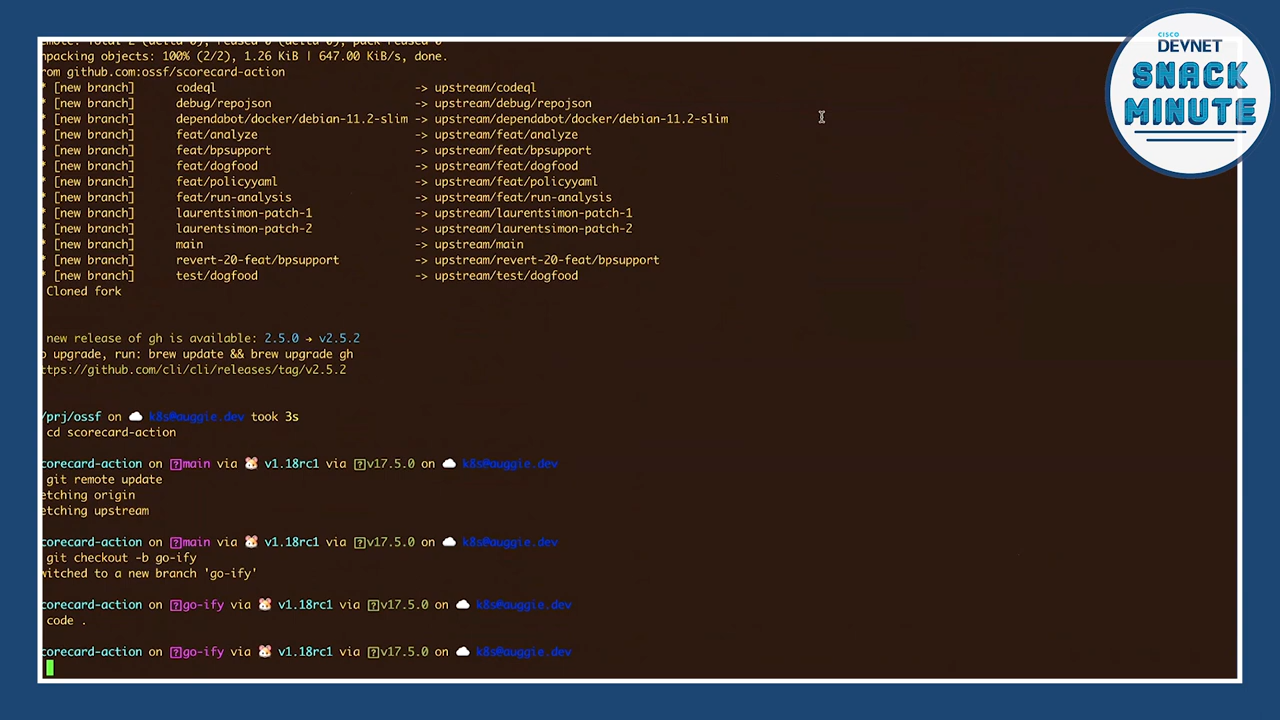 npacking objects: 100% (2/2), 1.26 KiB | 647.00 KiB/s, done.
rom github.com:ossf/scorecard-action
* [new branch]      codeql                              -> upstream/codeql
* [new branch]      debug/repojson                      -> upstream/debug/repojson
* [new branch]      dependabot/docker/debian-11.2-slim -> upstream/dependabot/docker/debian-11.2-slim
* [new branch]      feat/analyze                        -> upstream/feat/analyze
* [new branch]      feat/bpsupport                      -> upstream/feat/bpsupport
* [new branch]      feat/dogfood                        -> upstream/feat/dogfood
* [new branch]      feat/policyyaml                     -> upstream/feat/policyyaml
* [new branch]      feat/run-analysis                   -> upstream/feat/run-analysis
* [new branch]      laurentsimon-patch-1                -> upstream/laurentsimon-patch-1
* [new branch]      laurentsimon-patch-2                -> upstream/laurentsimon-patch-2
* [new branch]      main                                -> upstream/main
* [new branch]      revert-20-feat/bpsupport            -> upstream/revert-20-feat/bpsupport
* [new branch]      test/dogfood                        -> upstream/test/dogfood
Cloned fork
new release of gh is available: 2.5.0 → v2.5.2
o upgrade, run: brew update && brew upgrade gh
ttps://github.com/cli/cli/releases/tag/v2.5.2
/prj/ossf on ☁️ k8s@auggie.dev took 3s
cd scorecard-action
corecard-action on main via 🐹 v1.18rc1 via v17.5.0 on ☁️ k8s@auggie.dev
git remote update
etching origin
etching upstream
corecard-action on main via 🐹 v1.18rc1 via v17.5.0 on ☁️ k8s@auggie.dev
git checkout -b go-ify
witched to a new branch 'go-ify'
corecard-action on go-ify via 🐹 v1.18rc1 via v17.5.0 on ☁️ k8s@auggie.dev
code .
corecard-action on go-ify via 🐹 v1.18rc1 via v17.5.0 on ☁️ k8s@auggie.dev
CISCO
DEVNET
SNACK
MINUTE